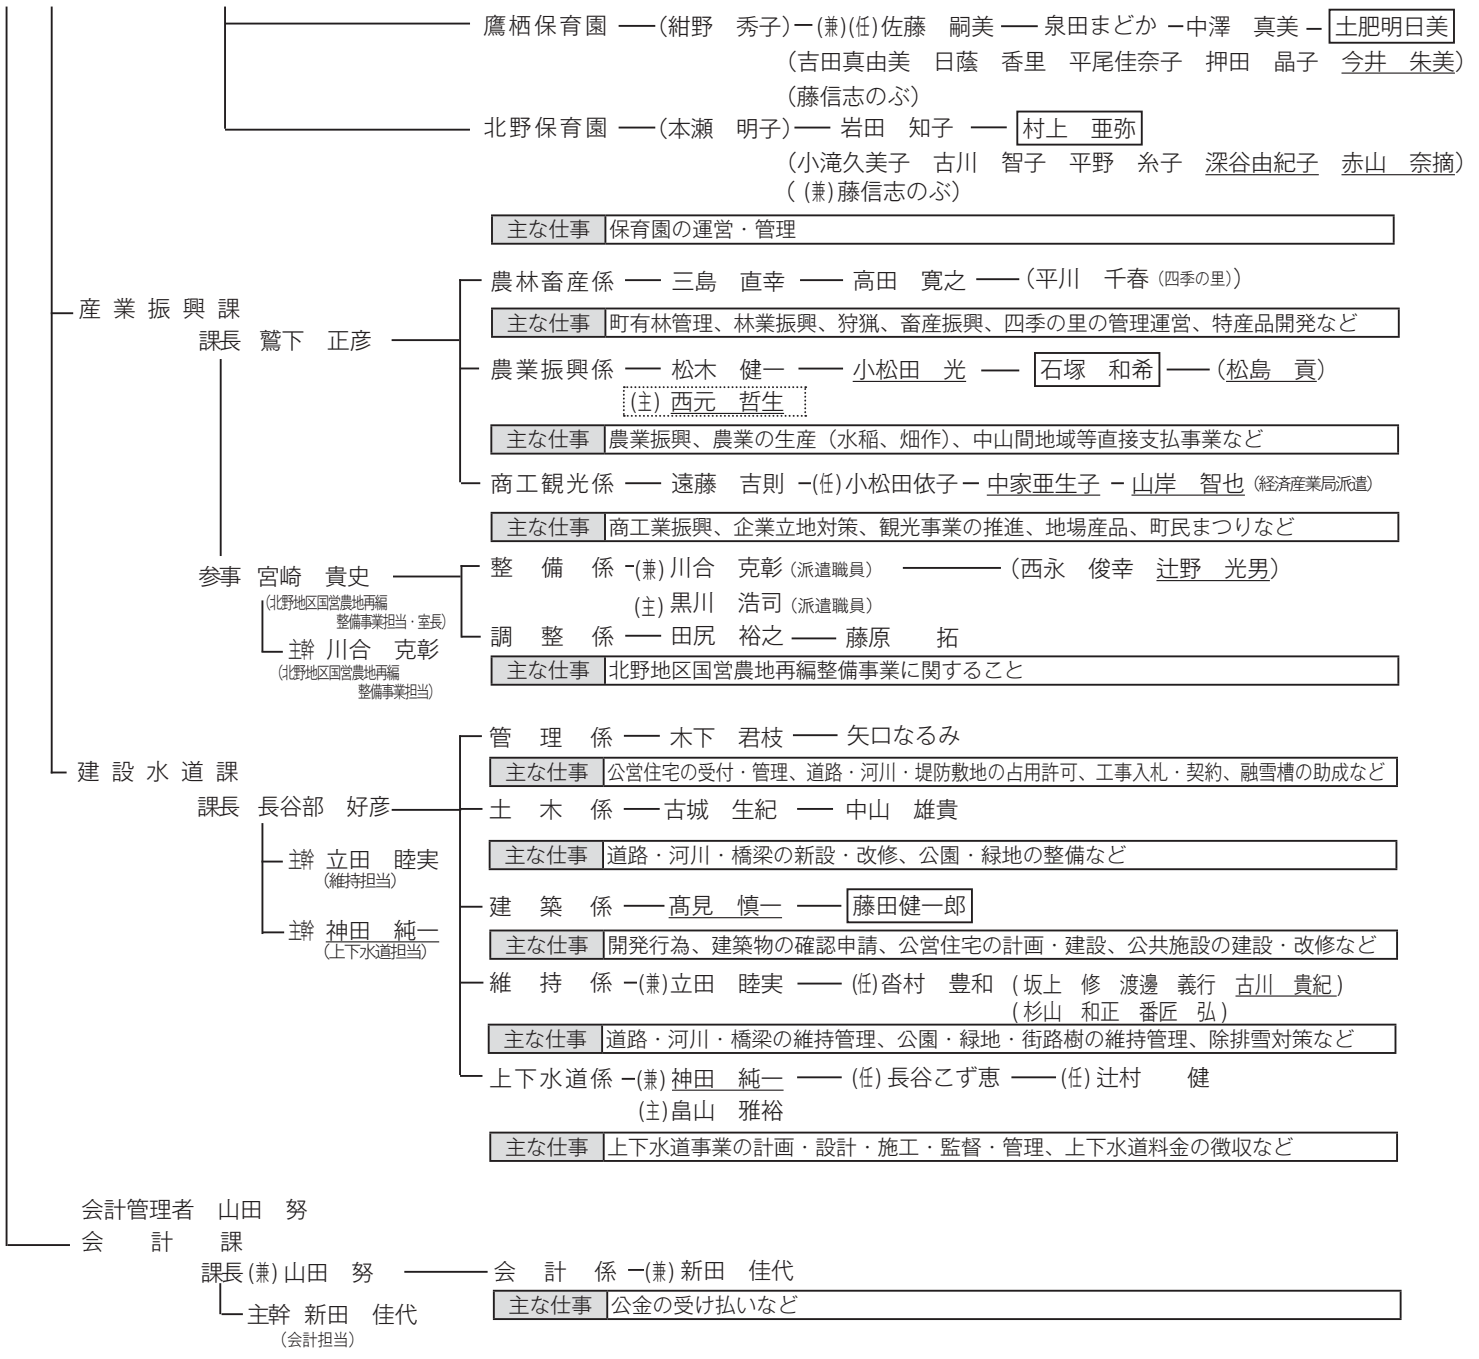 鷹栖保育園 (紺野 秀子) (兼)(任)佐藤 嗣美 泉田まどか 中澤 真美 土肥明日美
(吉田真由美 日蔭 香里 平尾佳奈子 押田 晶子 今井 朱美)
(藤信志のぶ)
北野保育園 (本瀬 明子) 岩田 知子 村上 亜弥
(小滝久美子 古川 智子 平野 糸子 深谷由紀子 赤山 奈摘)
( (兼)藤信志のぶ)
主な仕事 保育園の運営・管理
農林畜産係 三島 直幸 高田 寛之 (平川 千春 (四季の里))
産業振興課
主な仕事 町有林管理、林業振興、狩猟、畜産振興、四季の里の管理運営、特産品開発など
課長 鷲下 正彦
農業振興係 松木 健一 小松田 光 石塚 和希 (松島 貢)
(主) 西元 哲生
主な仕事 農業振興、農業の生産(水稲、畑作)、中山間地域等直接支払事業など
商工観光係 遠藤 吉則 (任)小松田依子 中家亜生子 山岸 智也 (経済産業局派遣)
主な仕事 商工業振興、企業立地対策、観光事業の推進、地場産品、町民まつりなど
整備係 (兼) 川合 克彰 (派遣職員) (西永 俊幸 辻野 光男)
参事 宮崎 貴史
(北野地区国営農地再編
整備事業担当・室長)
(主) 黒川 浩司 (派遣職員)
調整係 田尻 裕之 藤原 拓
主幹 川合 克彰
(北野地区国営農地再編
整備事業担当)
主な仕事 北野地区国営農地再編整備事業に関すること
管理係 木下 君枝 矢口なるみ
建設水道課
主な仕事 公営住宅の受付・管理、道路・河川・堤防敷地の占用許可、工事入札・契約、融雪槽の助成など
課長 長谷部 好彦
土木係 古城 生紀 中山 雄貴
主な仕事 道路・河川・橋梁の新設・改修、公園・緑地の整備など
主幹 立田 睦実
(維持担当)
建築係 髙見 慎一 藤田健一郎
主幹 神田 純一
(上下水道担当)
主な仕事 開発行為、建築物の確認申請、公営住宅の計画・建設、公共施設の建設・改修など
維持係 (兼)立田 睦実 (任)沓村 豊和 (坂上 修 渡邊 義行 古川 貴紀)
(杉山 和正 番匠 弘)
主な仕事 道路・河川・橋梁の維持管理、公園・緑地・街路樹の維持管理、除排雪対策など
上下水道係 (兼) 神田 純一 (任) 長谷こず恵 (任) 辻村 健
(主)畠山 雅裕
主な仕事 上下水道事業の計画・設計・施工・監督・管理、上下水道料金の徴収など
会計管理者 山田 努
会計課
課長 (兼) 山田 努 会計係 (兼) 新田 佳代
主な仕事 公金の受け払いなど
主幹 新田 佳代
(会計担当)